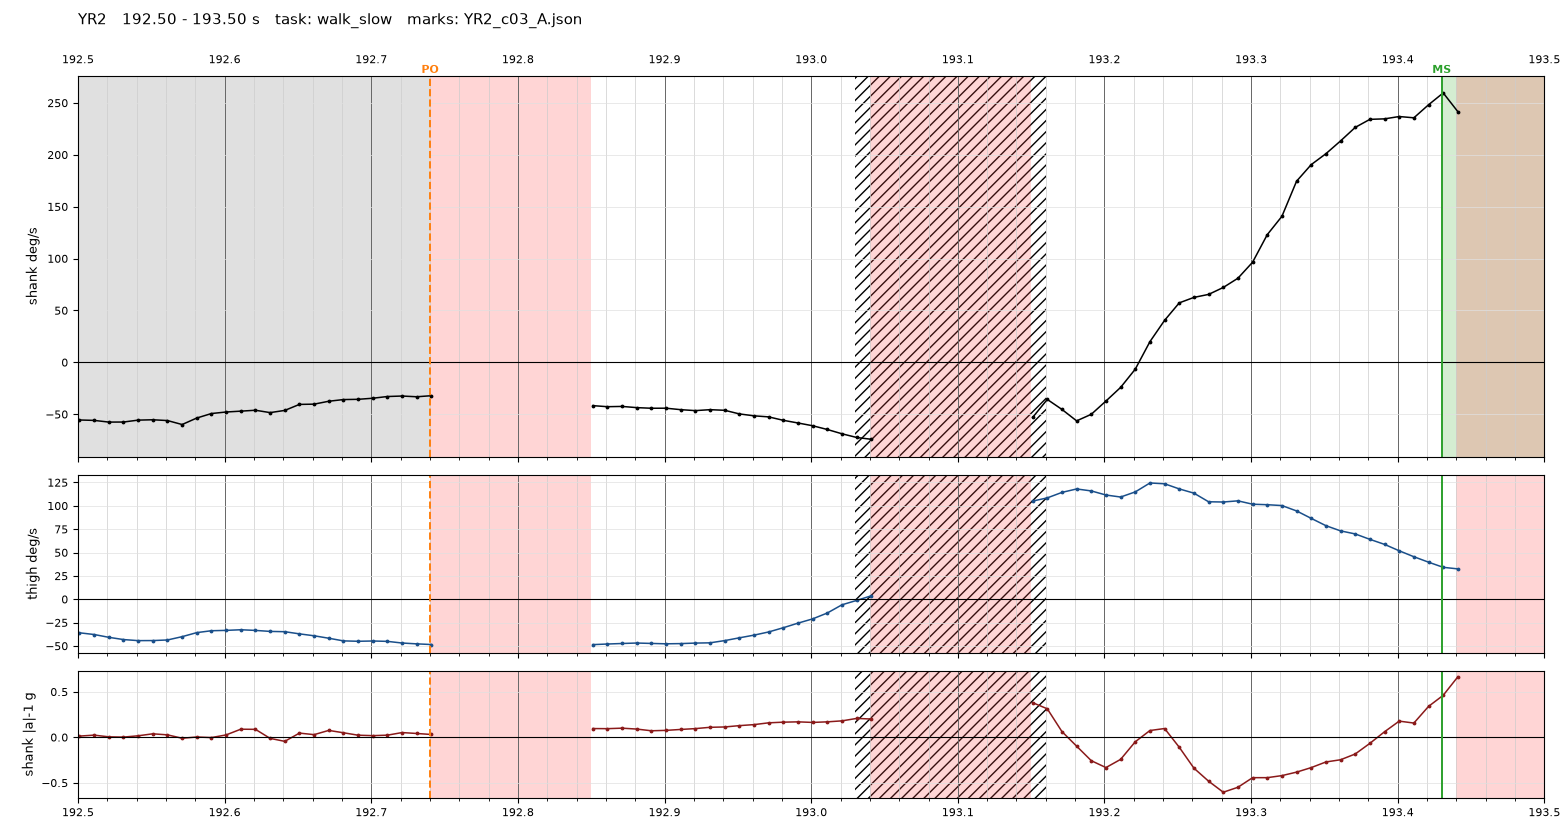 YR2 192.50 - 193.50 s task: walk_slow marks: YR2_c03_A.json
192.5 192.6 192.7 192.8 192.9 193.0 193.1 193.2 193.3 193.4 193.5
PO MS
250
200
150
100
50
0
−50
shank deg/s
125
100
75
50
25
0
−25
−50
thigh deg/s
0.5
0.0
−0.5
shank |a|-1 g
192.5 192.6 192.7 192.8 192.9 193.0 193.1 193.2 193.3 193.4 193.5